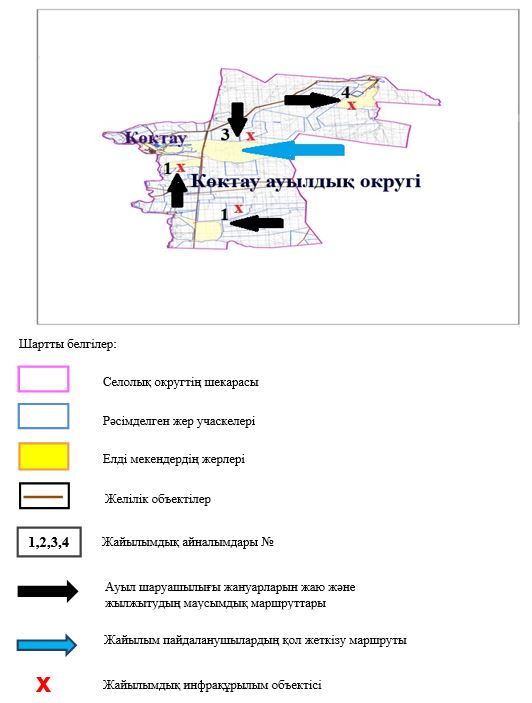 4
3
Көктау
1
Көктау ауылдық округі
1
Шартты белгілер:
Селолық округтің шекарасы
Рәсімделген жер учаскелері
Елді мекендердің жерлері
Желілік объектілер
1,2,3,4 Жайылымдық айналымдары №
Ауыл шаруашылығы жануарларын жаю және
жылжытудың маусымдық маршруттары
Жайылым пайдаланушылардың қол жеткізу маршруты
Х Жайылымдық инфрақұрылым объектісі